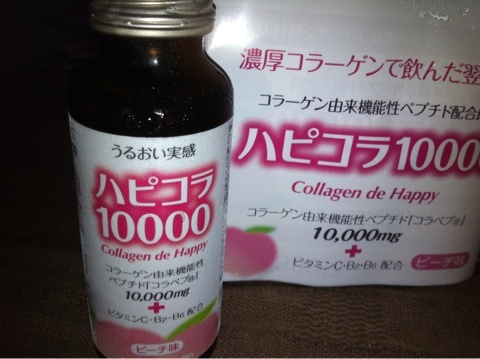 うるおい実感
ハピコラ
10000
Collagen de Happy
コラーゲン由来機能性
ペプチド「コラペプ®」
10,000mg
+
ビタミンC・B2・B6 配合
ピーチ味
濃厚コラーゲンで飲んだ翌
コラーゲン由来機能性ペプチド配合
ハピコラ1000
Collagen de Happy
コラーゲン由来機能性ペプチド「コラペプ®」
10,000mg
+
ビタミンC・B2・B6 配合
ピーチ味